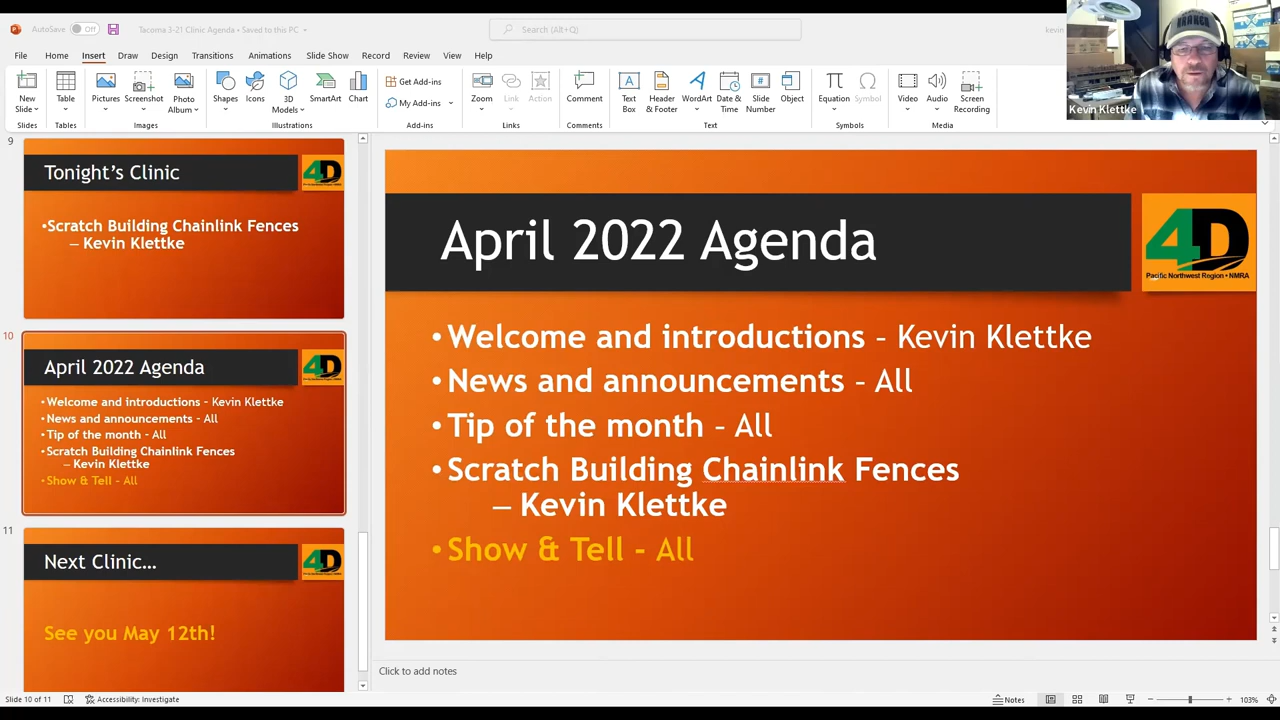 AutoSave
Off
Tacoma 3-21 Clinic Agenda • Saved to this PC
Search (Alt+Q)
kevin
File
Home
Insert
Draw
Design
Transitions
Animations
Slide Show
Record
Review
View
Help
New
Slide
Table
Pictures
Screenshot
Photo
Album
Shapes
Icons
3D
Models
SmartArt
Chart
Get Add-ins
My Add-ins
Zoom
Link
Action
Comment
Text
Box
Header
& Footer
WordArt
Date &
Time
Slide
Number
Object
Equation
Symbol
Video
Audio
Screen
Recording
Slides
Tables
Images
Illustrations
Add-ins
Links
Comments
Text
Symbols
Media
Kevin Klettke
9
Tonight's Clinic
4D
•Scratch Building Chainlink Fences
– Kevin Klettke
10
April 2022 Agenda
4D
•Welcome and introductions – Kevin Klettke
•News and announcements – All
•Tip of the month – All
•Scratch Building Chainlink Fences
– Kevin Klettke
•Show & Tell – All
11
Next Clinic...
4D
See you May 12th!
April 2022 Agenda
4D
Pacific Northwest Region • NMRA
•Welcome and introductions – Kevin Klettke
•News and announcements – All
•Tip of the month – All
•Scratch Building Chainlink Fences
– Kevin Klettke
•Show & Tell - All
Click to add notes
Slide 10 of 11
Accessibility: Investigate
Notes
103%